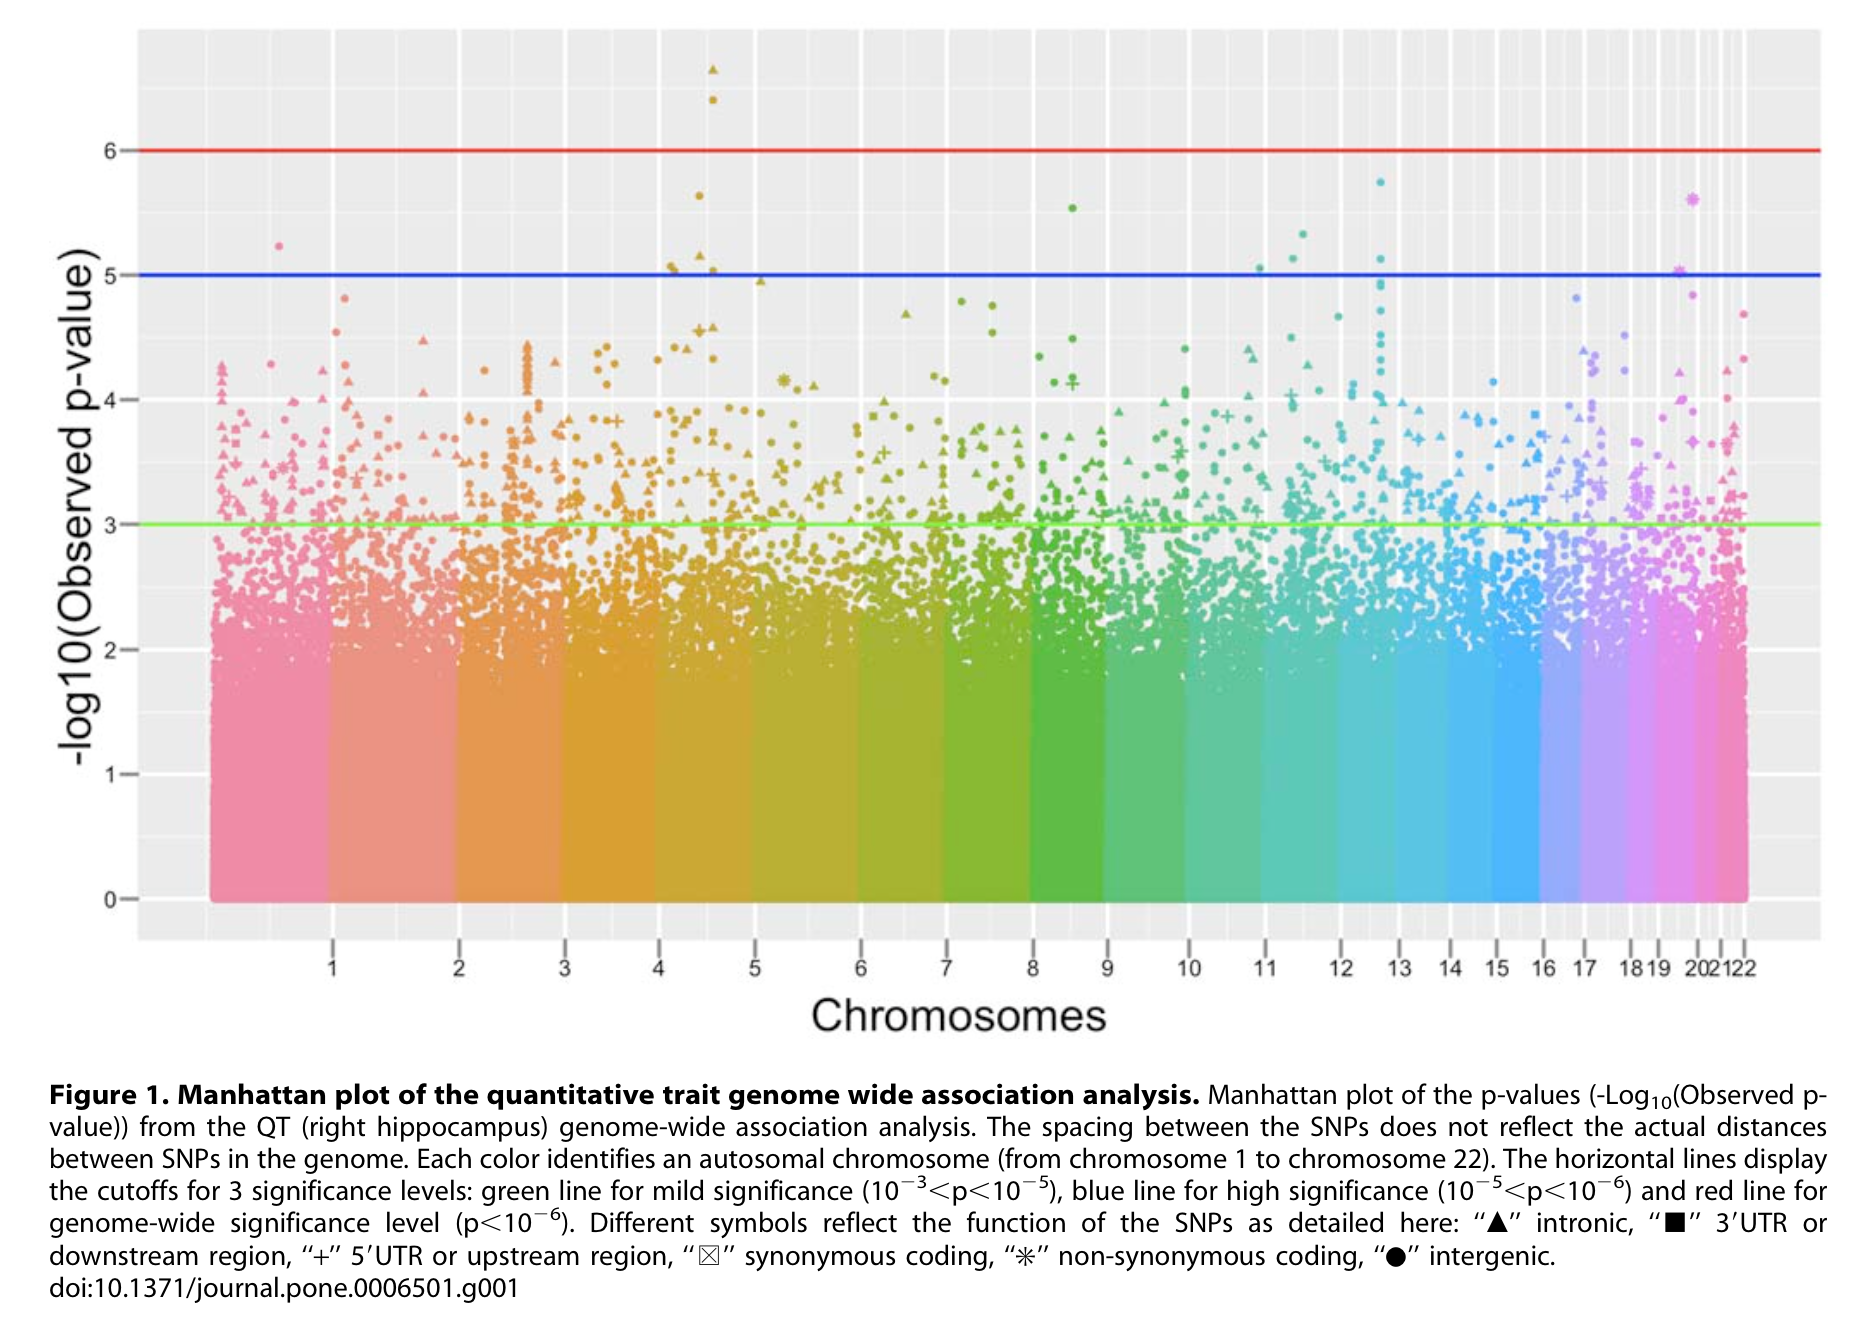 6
5
4
3
2
1
0
-log10(Observed p-value)
1 2 3 4 5 6 7 8 9 10 11 12 13 14 15 16 17 18 19 20 21 22
Chromosomes
Figure 1. Manhattan plot of the quantitative trait genome wide association analysis. Manhattan plot of the p-values (-Log₁₀(Observed p-
value)) from the QT (right hippocampus) genome-wide association analysis. The spacing between the SNPs does not reflect the actual distances
between SNPs in the genome. Each color identifies an autosomal chromosome (from chromosome 1 to chromosome 22). The horizontal lines display
the cutoffs for 3 significance levels: green line for mild significance (10⁻³<p<10⁻⁵), blue line for high significance (10⁻⁵<p<10⁻⁶) and red line for
genome-wide significance level (p<10⁻⁶). Different symbols reflect the function of the SNPs as detailed here: “▲” intronic, “■” 3′UTR or
downstream region, “+” 5′UTR or upstream region, “☒” synonymous coding, “✳” non-synonymous coding, “●” intergenic.
doi:10.1371/journal.pone.0006501.g001